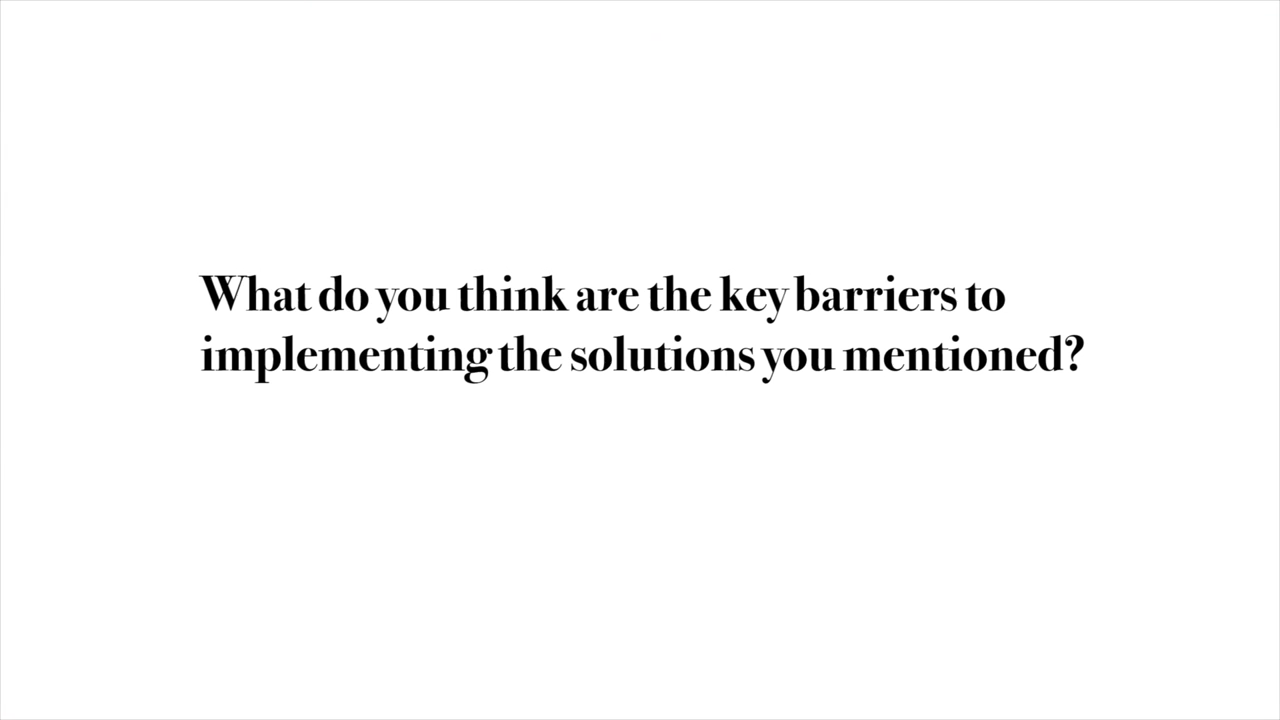 What do you think are the key barriers to
implementing the solutions you mentioned?